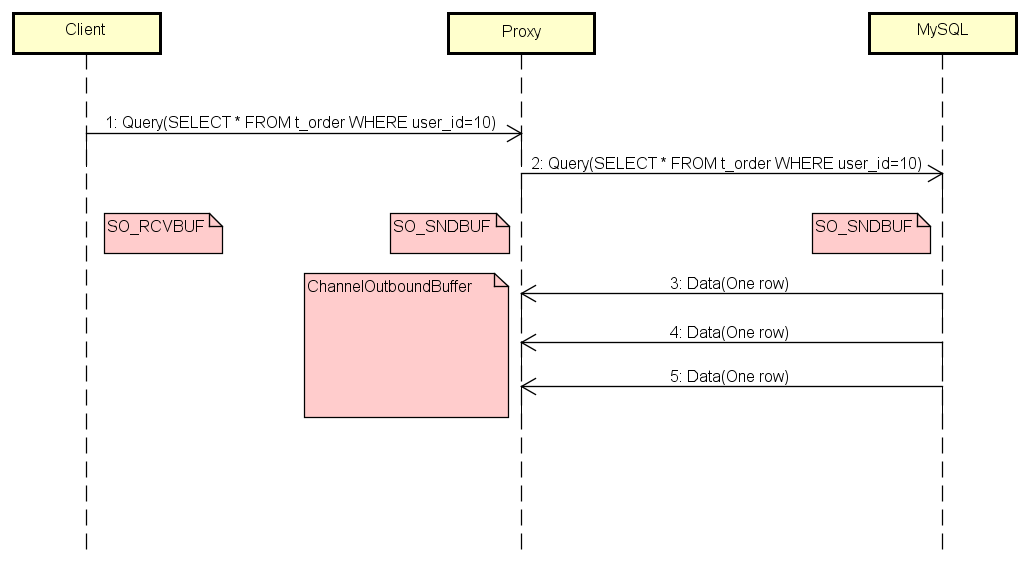 Client
Proxy
MySQL
1: Query(SELECT * FROM t_order WHERE user_id=10)
2: Query(SELECT * FROM t_order WHERE user_id=10)
SO_RCVBUF
SO_SNDBUF
SO_SNDBUF
ChannelOutboundBuffer
3: Data(One row)
4: Data(One row)
5: Data(One row)